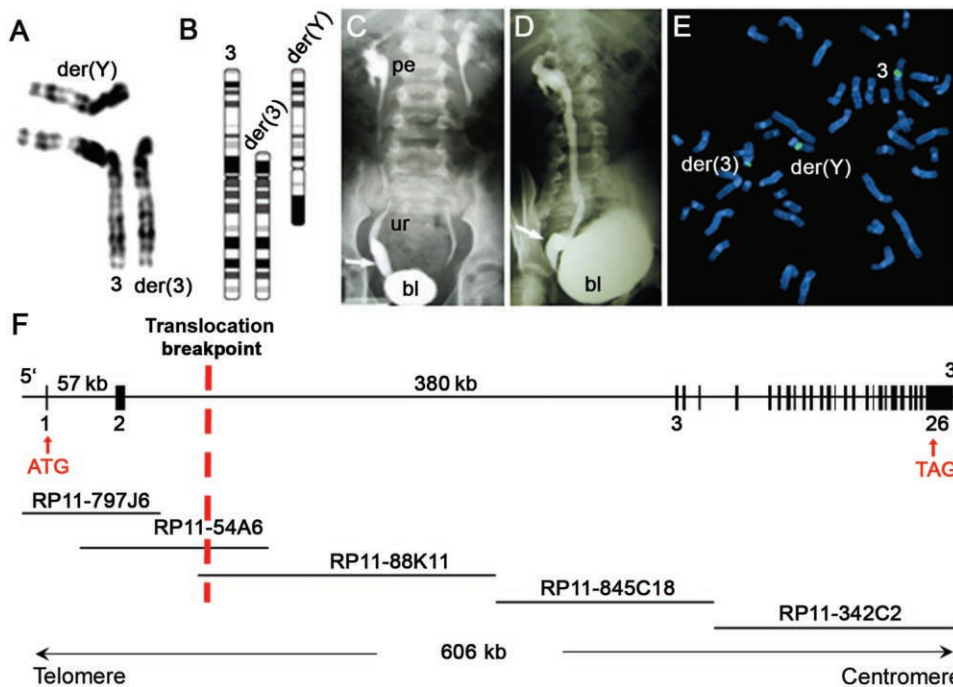 A
der(Y)
3 der(3)
B
3
der(3)
der(Y)
C
pe
ur
bl
D
bl
E
3
der(3)
der(Y)
F
Translocation
breakpoint
5‘ 57 kb 380 kb 3
1 2 3 26
ATG TAG
RP11-797J6
RP11-54A6
RP11-88K11
RP11-845C18
RP11-342C2
606 kb
Telomere Centromere